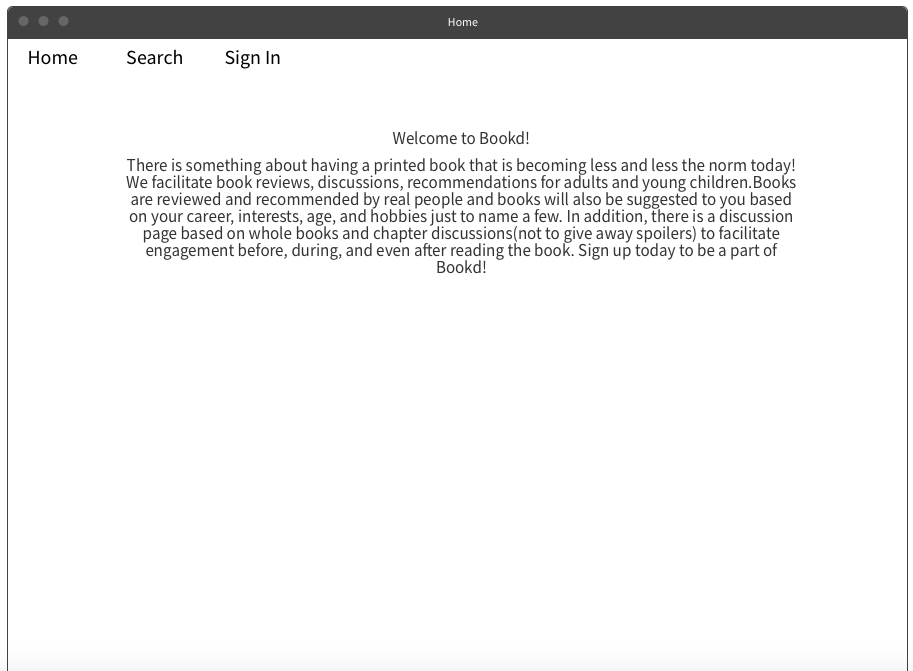 Home
Home Search Sign In
Welcome to Bookd!
There is something about having a printed book that is becoming less and less the norm today!
We facilitate book reviews, discussions, recommendations for adults and young children.Books
are reviewed and recommended by real people and books will also be suggested to you based
on your career, interests, age, and hobbies just to name a few. In addition, there is a discussion
page based on whole books and chapter discussions(not to give away spoilers) to facilitate
engagement before, during, and even after reading the book. Sign up today to be a part of
Bookd!